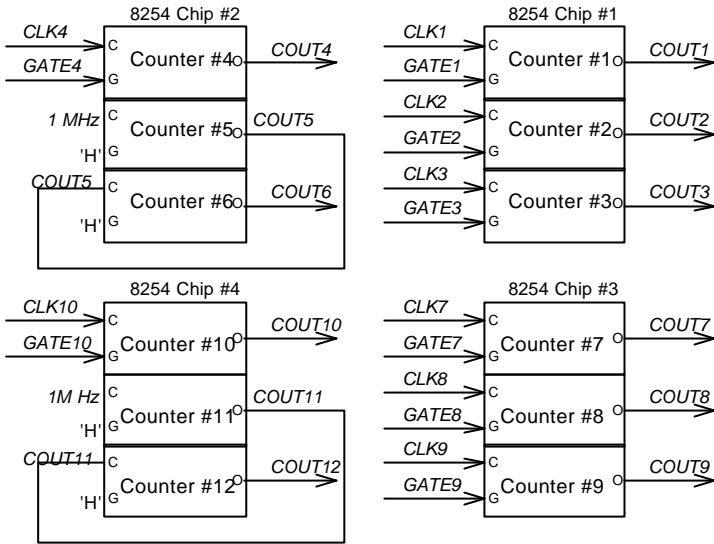 8254 Chip #2
CLK4
C
Counter #4
O
COUT4
GATE4
G
1 MHz
C
Counter #5
O
COUT5
'H'
G
COUT5
C
Counter #6
O
COUT6
'H'
G
8254 Chip #1
CLK1
C
Counter #1
O
COUT1
GATE1
G
CLK2
C
Counter #2
O
COUT2
GATE2
G
CLK3
C
Counter #3
O
COUT3
GATE3
G
8254 Chip #4
CLK10
C
Counter #10
O
COUT10
GATE10
G
1M Hz
C
Counter #11
O
COUT11
'H'
G
COUT11
C
Counter #12
O
COUT12
'H'
G
8254 Chip #3
CLK7
C
Counter #7
O
COUT7
GATE7
G
CLK8
C
Counter #8
O
COUT8
GATE8
G
CLK9
C
Counter #9
O
COUT9
GATE9
G